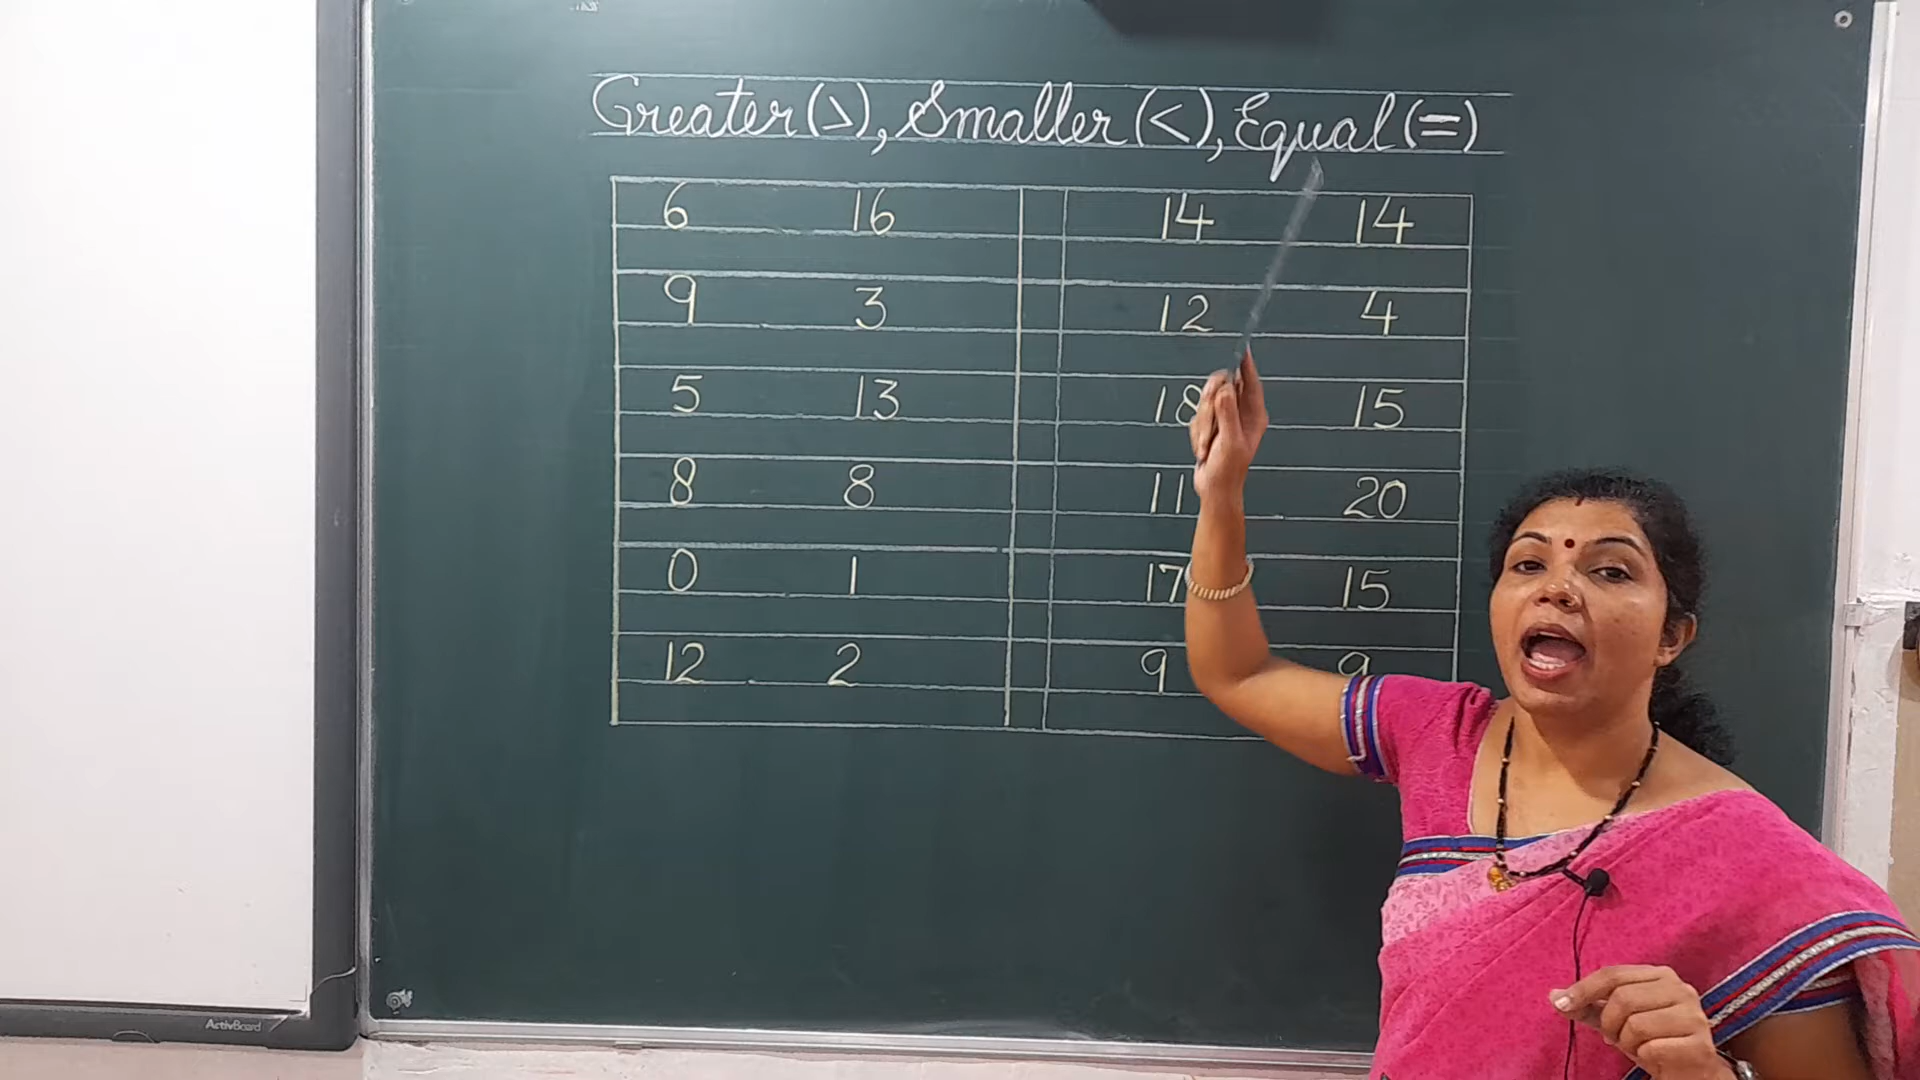 Greater (>), Smaller (<), Equal (=)
6 16 14 14
9 3 12 4
5 13 18 15
8 8 11 20
0 1 17 15
12 2 9 9
ActivBoard